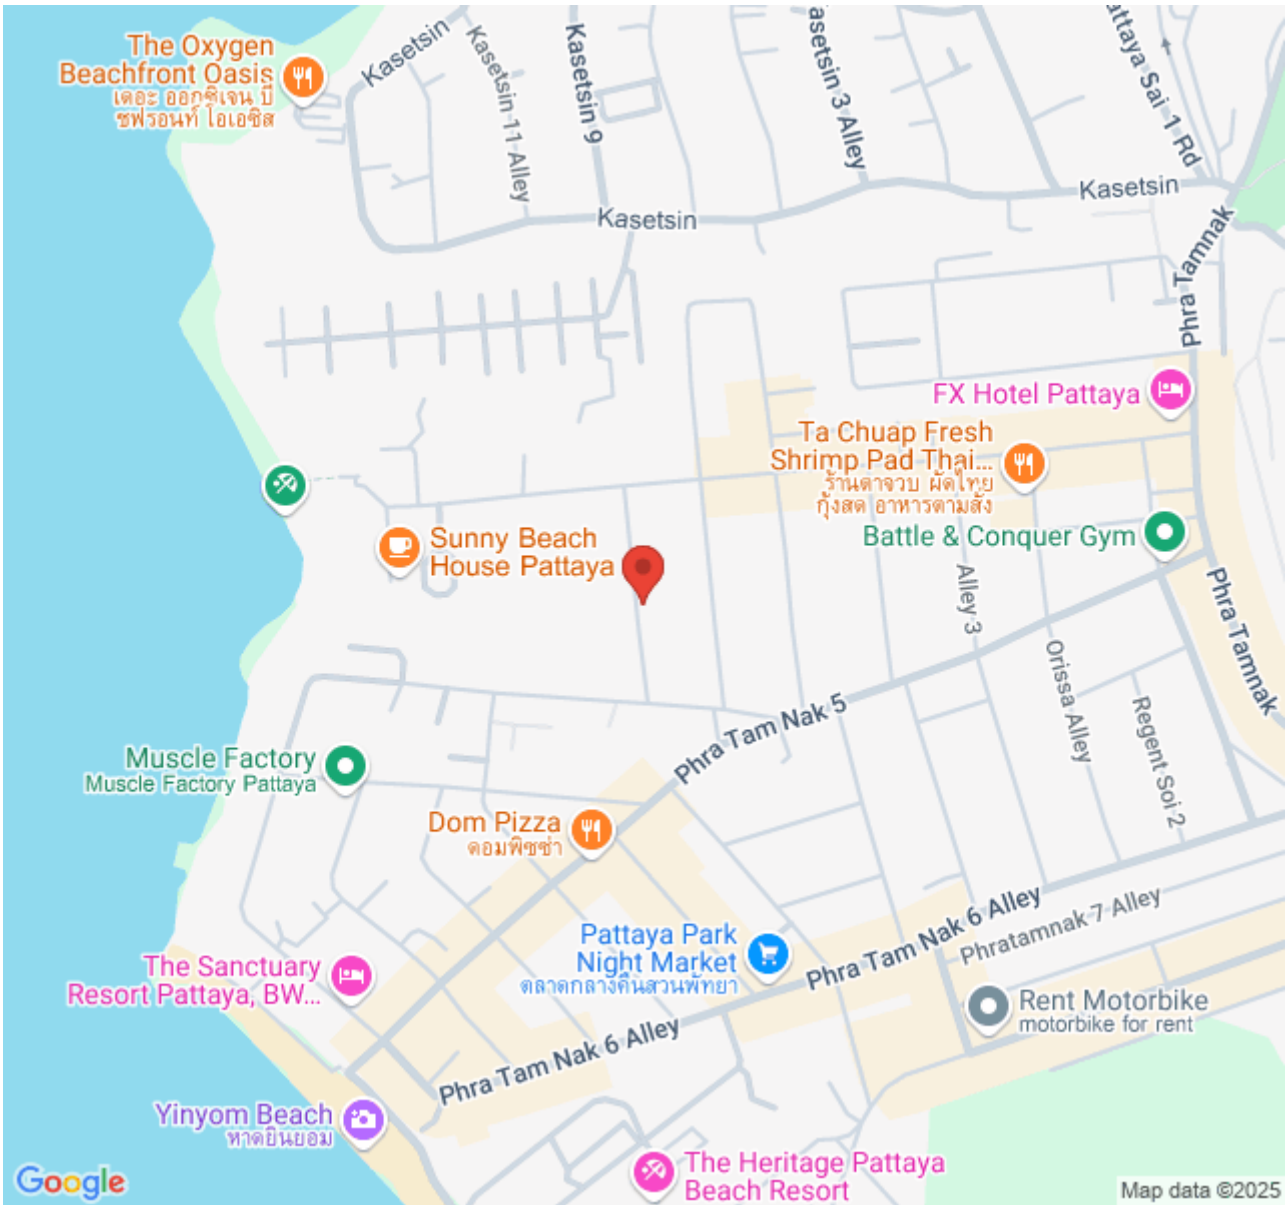 The Oxygen
Beachfront Oasis
เดอะ ออกซิเจน บี
ชฟรอนท์ โอเอซิส
Kasetsin
Kasetsin 11 Alley
Kasetsin 9
asetsin 3 Alley
attaya Sai 1 Rd
Kasetsin
Kasetsin
Phra Tamnak
FX Hotel Pattaya
Ta Chuap Fresh
Shrimp Pad Thai...
ร้านตาจวบ ผัดไทย
กุ้งสด อาหารตามสั่ง
Battle & Conquer Gym
Sunny Beach
House Pattaya
Alley 3
Phra Tamnak
Orissa Alley
Regent Soi 2
Phra Tam Nak 5
Muscle Factory
Muscle Factory Pattaya
Dom Pizza
ดอมพิซซ่า
Pattaya Park
Night Market
ตลาดกลางคืนสวนพัทยา
Phra Tam Nak 6 Alley
Phratamnak 7 Alley
The Sanctuary
Resort Pattaya, BW...
Rent Motorbike
motorbike for rent
Phra Tam Nak 6 Alley
Yinyom Beach
หาดยินยอม
The Heritage Pattaya
Beach Resort
Google
Map data ©2025